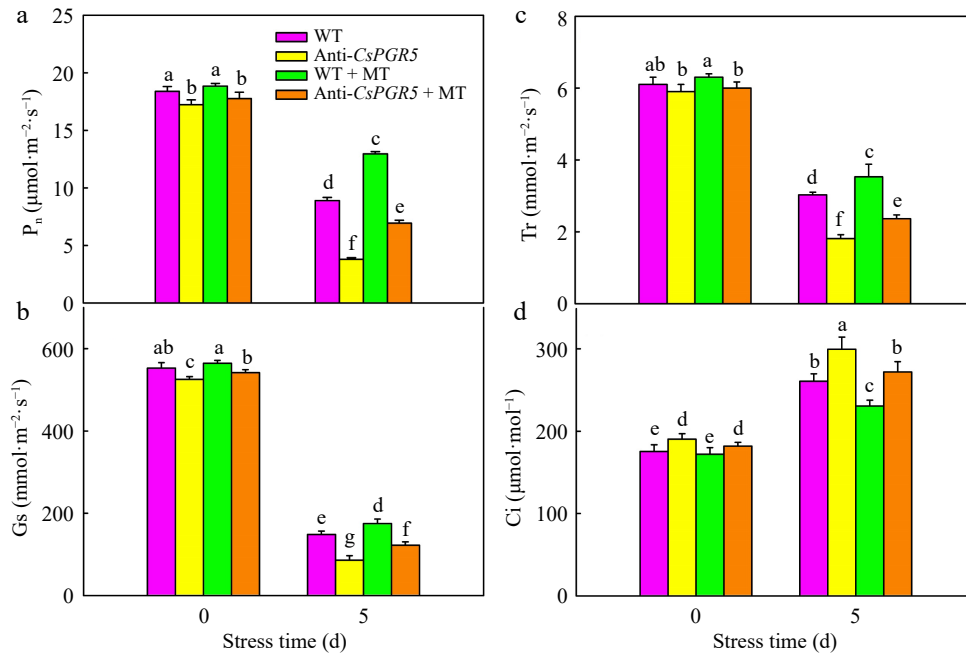 a
25
20
15
10
5
0
Pn (μmol·m−2·s−1)
WT
Anti-CsPGR5
WT + MT
Anti-CsPGR5 + MT
a b a b
d f c e
b
600
400
200
0
Gs (mmol·m−2·s−1)
ab c a b
e g d f
0 5
Stress time (d)
c
8
6
4
2
0
Tr (mmol·m−2·s−1)
ab b a b
d f c e
d
300
200
100
0
Ci (μmol·mol−1)
e d e d
b a c b
0 5
Stress time (d)